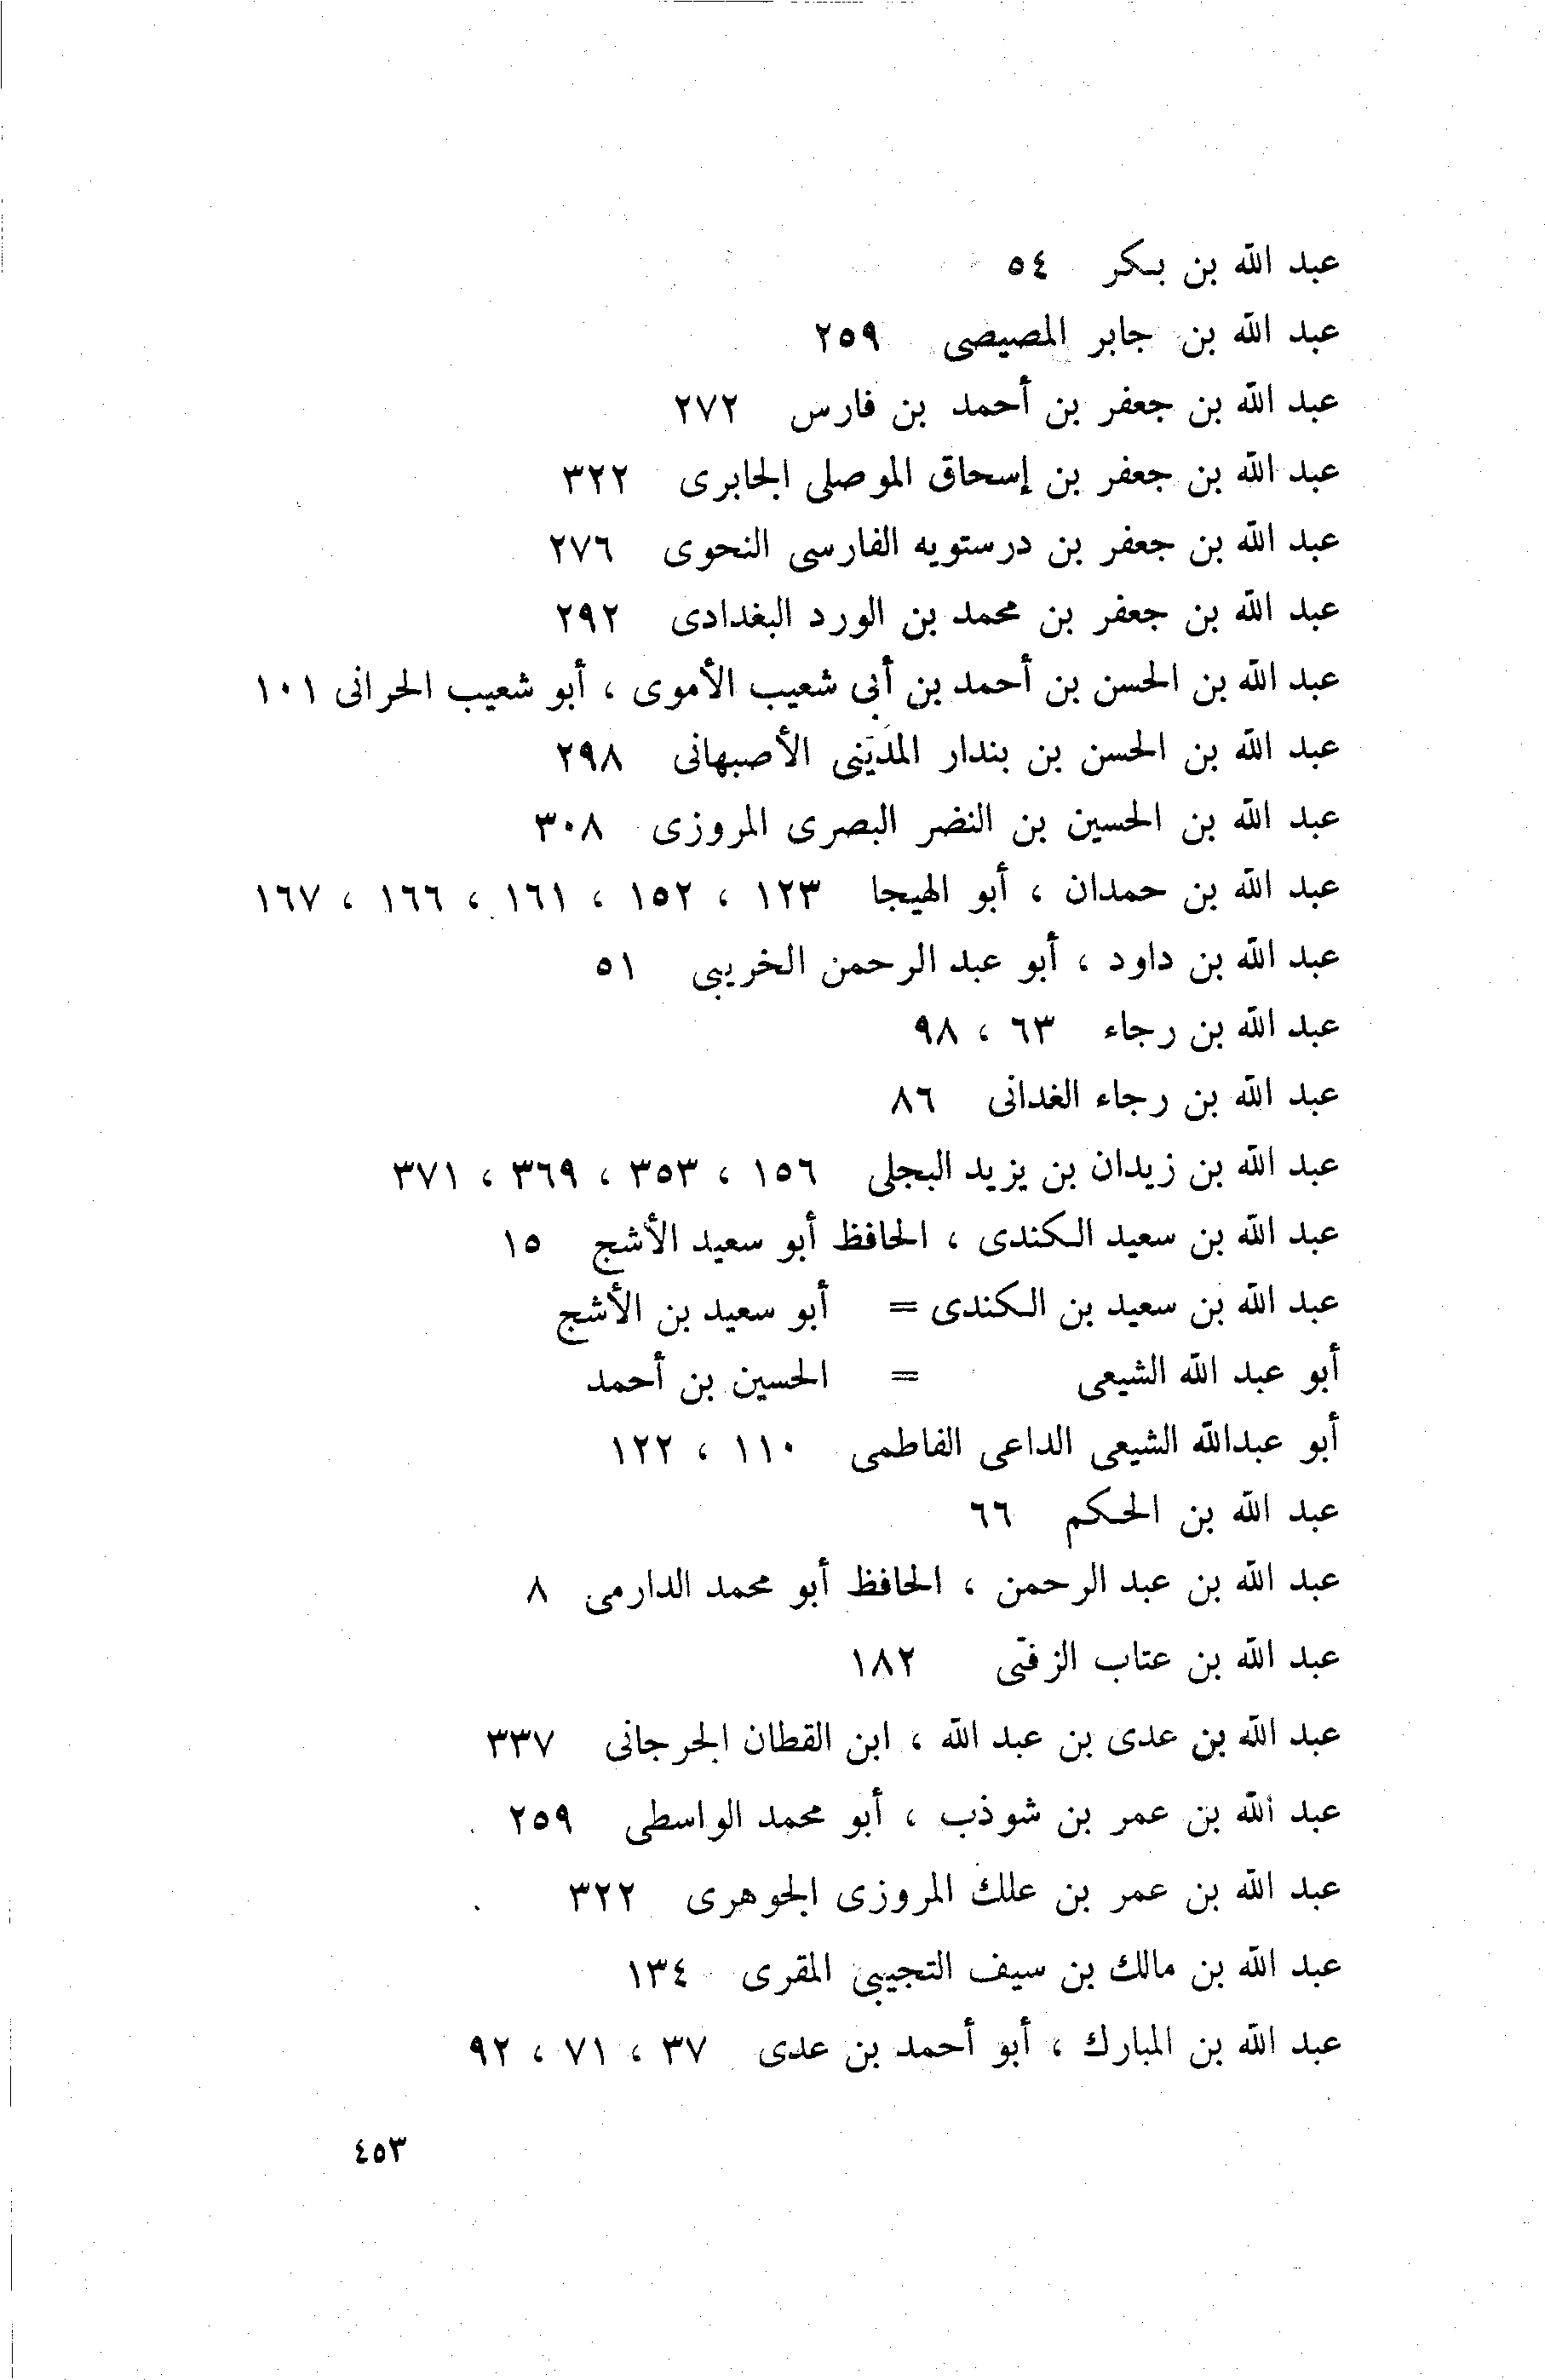 عبد الله بن بكر ٥٤
عبد الله بن جابر المصيصى ٢٥٩
عبد الله بن جعفر بن أحمد بن فارس ٢٧٢
عبد الله بن جعفر بن إسحاق الموصلى الجابرى ٣٢٢
عبد الله بن جعفر بن درستويه الفارسى النحوى ٢٧٦
عبد الله بن جعفر بن محمد بن الورد البغدادى ٢٩٢
عبد الله بن الحسن بن أحمد بن أبى شعيب الأموى ، أبو شعيب الحرانى ١٠١
عبد الله بن الحسن بن بندار المدينى الأصبهانى ٢٩٨
عبد الله بن الحسين بن النضر البصرى المروزى ٣٠٨
عبد الله بن حمدان ، أبو الهيجا ١٢٣ ، ١٥٢ ، ١٦١ ، ١٦٦ ، ١٦٧
عبد الله بن داود ، أبو عبد الرحمن الخريبى ٥١
عبد الله بن رجاء ٦٣ ، ٩٨
عبد الله بن رجاء الغدانى ٨٦
عبد الله بن زيدان بن يزيد البجلى ١٥٦ ، ٣٥٣ ، ٣٦٩ ، ٣٧١
عبد الله بن سعيد الكندى ، الحافظ أبو سعيد الأشج ١٥
عبد الله بن سعيد بن الكندى = أبو سعيد بن الأشج
أبو عبد الله الشيعى = الحسين بن أحمد
أبو عبدالله الشيعى الداعى الفاطمى ١١٠ ، ١٢٢
عبد الله بن الحكم ٦٦
عبد الله بن عبد الرحمن ، الحافظ أبو محمد الدارمى ٨
عبد الله بن عتاب الزفتى ١٨٢
عبد الله بن عدى بن عبد الله ، ابن القطان الجرجانى ٣٣٧
عبد الله بن عمر بن شوذب ، أبو محمد الواسطى ٢٥٩
عبد الله بن عمر بن علك المروزى الجوهرى ٣٢٢
عبد الله بن مالك بن سيف التجيبى المقرى ١٣٤
عبد الله بن المبارك ، أبو أحمد بن عدى ٣٧ ، ٧١ ، ٩٢
٤٥٣